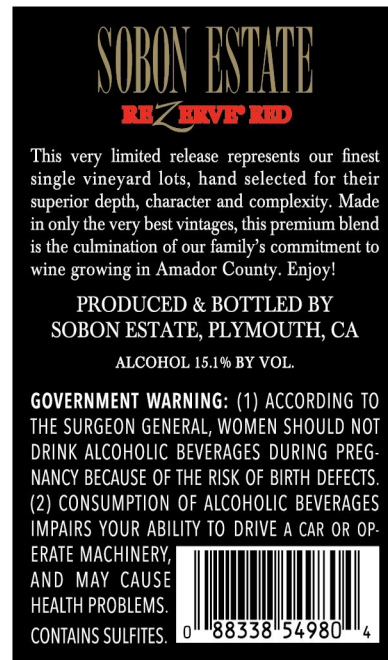 SOBON ESTATE
REZERVE® RED
This very limited release represents our finest
single vineyard lots, hand selected for their
superior depth, character and complexity. Made
in only the very best vintages, this premium blend
is the culmination of our family's commitment to
wine growing in Amador County. Enjoy!
PRODUCED & BOTTLED BY
SOBON ESTATE, PLYMOUTH, CA
ALCOHOL 15.1% BY VOL.
GOVERNMENT WARNING: (1) ACCORDING TO
THE SURGEON GENERAL, WOMEN SHOULD NOT
DRINK ALCOHOLIC BEVERAGES DURING PREG-
NANCY BECAUSE OF THE RISK OF BIRTH DEFECTS.
(2) CONSUMPTION OF ALCOHOLIC BEVERAGES
IMPAIRS YOUR ABILITY TO DRIVE A CAR OR OP-
ERATE MACHINERY,
AND MAY CAUSE
HEALTH PROBLEMS.
CONTAINS SULFITES.
0 88338 54980 4